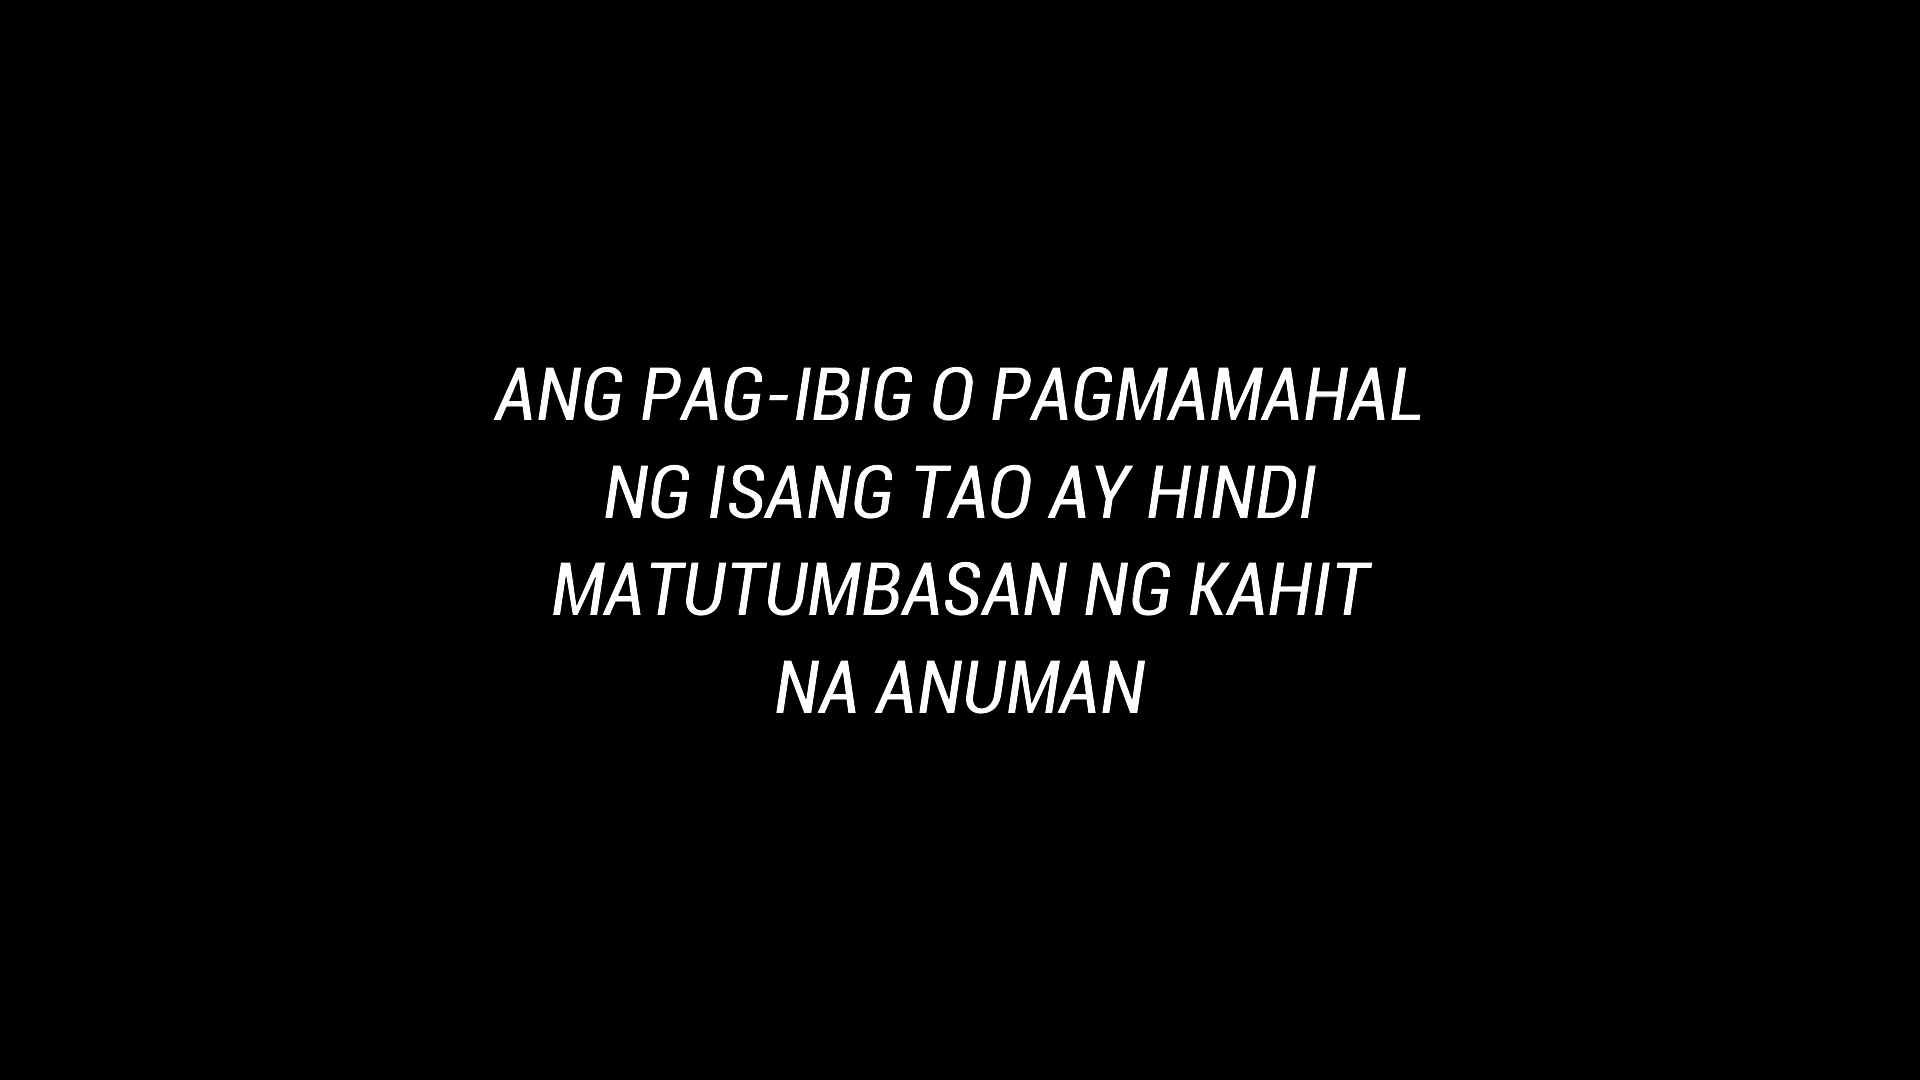 ANG PAG-IBIG O PAGMAMAHAL
NG ISANG TAO AY HINDI
MATUTUMBASAN NG KAHIT
NA ANUMAN